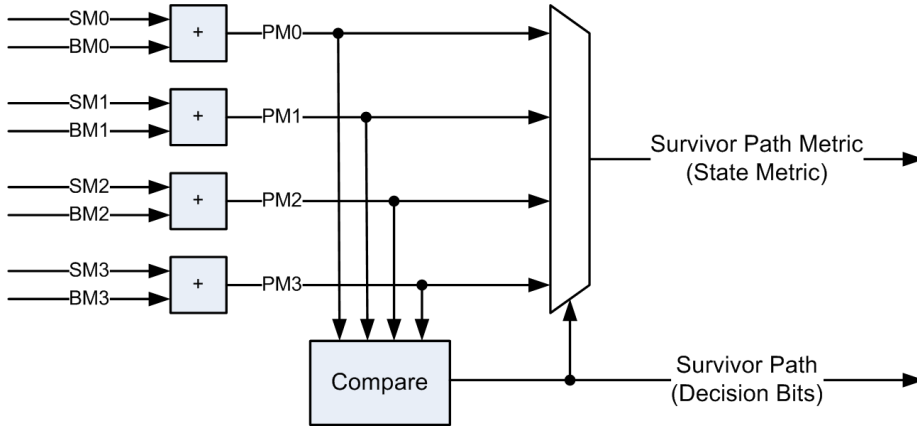 SM0
BM0
+
PM0
SM1
BM1
+
PM1
SM2
BM2
+
PM2
SM3
BM3
+
PM3
Survivor Path Metric
(State Metric)
Compare
Survivor Path
(Decision Bits)